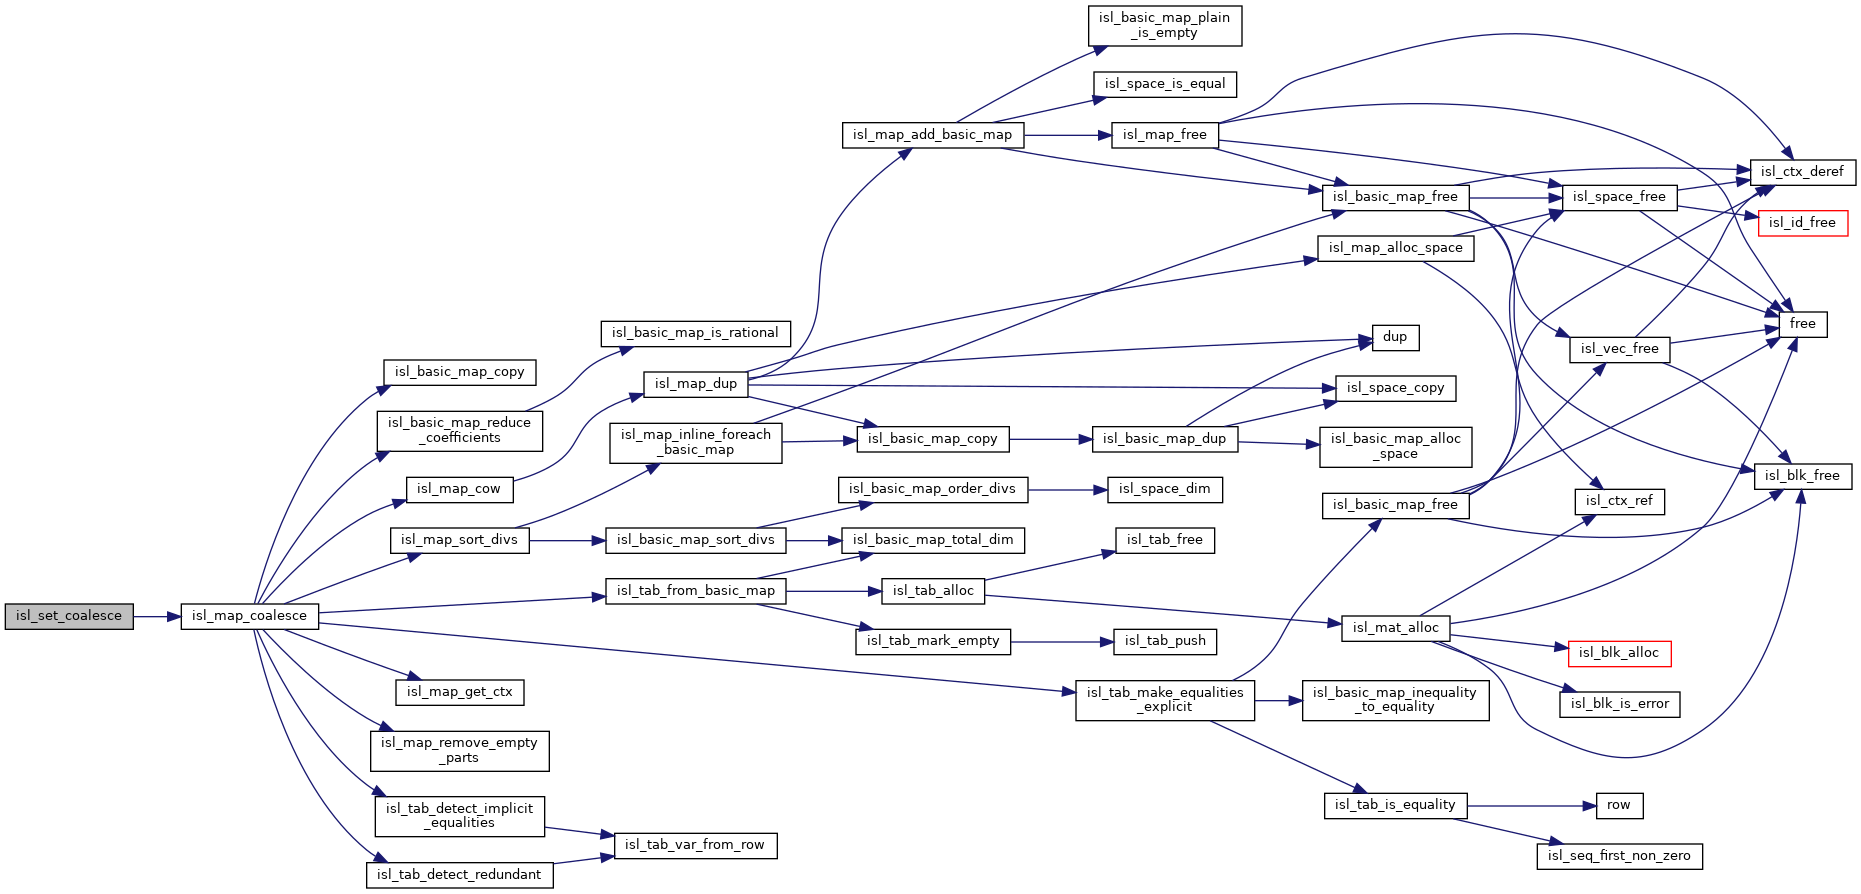 isl_basic_map_plain
_is_empty
isl_space_is_equal
isl_map_add_basic_map
isl_map_free
isl_ctx_deref
isl_basic_map_free
isl_space_free
isl_id_free
isl_map_alloc_space
free
isl_basic_map_is_rational
dup
isl_vec_free
isl_basic_map_copy
isl_map_dup
isl_space_copy
isl_basic_map_reduce
_coefficients
isl_map_inline_foreach
_basic_map
isl_basic_map_copy
isl_basic_map_dup
isl_basic_map_alloc
_space
isl_blk_free
isl_map_cow
isl_basic_map_order_divs
isl_space_dim
isl_ctx_ref
isl_basic_map_free
isl_map_sort_divs
isl_basic_map_sort_divs
isl_basic_map_total_dim
isl_tab_free
isl_tab_from_basic_map
isl_tab_alloc
isl_set_coalesce
isl_map_coalesce
isl_mat_alloc
isl_tab_mark_empty
isl_tab_push
isl_blk_alloc
isl_map_get_ctx
isl_tab_make_equalities
_explicit
isl_basic_map_inequality
_to_equality
isl_blk_is_error
isl_map_remove_empty
_parts
isl_tab_detect_implicit
_equalities
isl_tab_is_equality
row
isl_tab_var_from_row
isl_seq_first_non_zero
isl_tab_detect_redundant